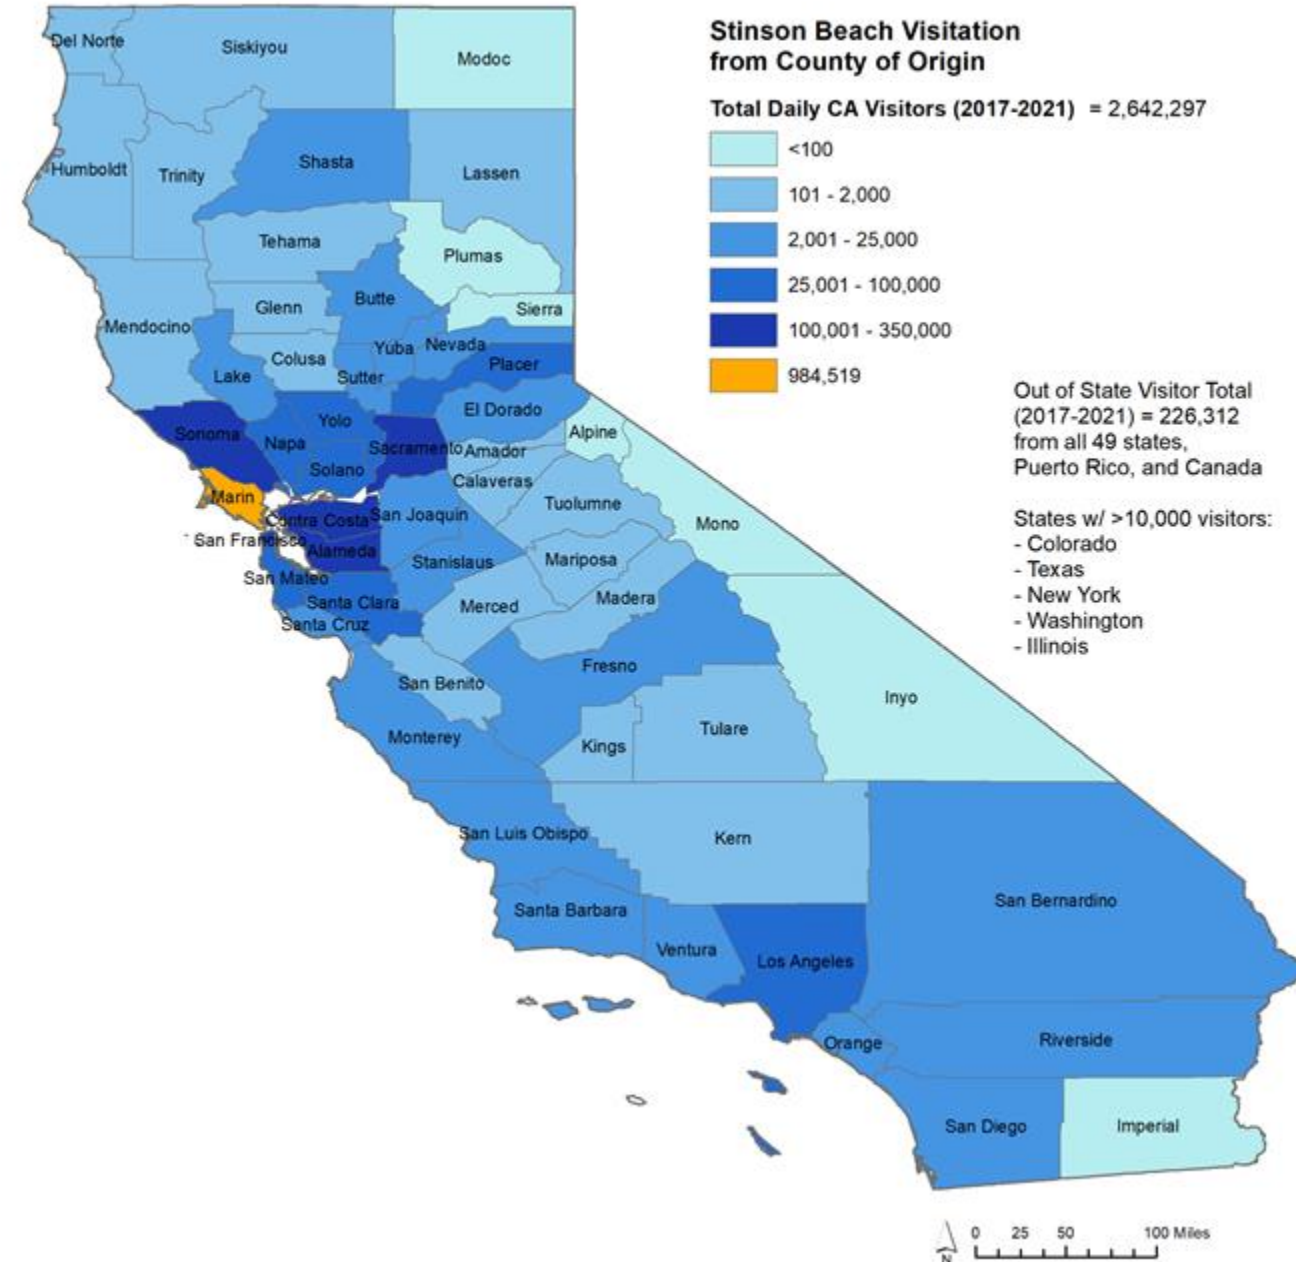 Stinson Beach Visitation
from County of Origin
Total Daily CA Visitors (2017-2021) = 2,642,297
<100
101 - 2,000
2,001 - 25,000
25,001 - 100,000
100,001 - 350,000
984,519
Out of State Visitor Total
(2017-2021) = 226,312
from all 49 states,
Puerto Rico, and Canada
States w/ >10,000 visitors:
- Colorado
- Texas
- New York
- Washington
- Illinois
Del Norte
Siskiyou
Modoc
Humboldt
Trinity
Shasta
Lassen
Tehama
Plumas
Mendocino
Glenn
Butte
Sierra
Colusa
Yuba
Nevada
Lake
Sutter
Placer
Sonoma
Napa
Yolo
El Dorado
Sacramento
Amador
Alpine
Solano
Calaveras
Marin
Contra Costa
San Joaquin
Tuolumne
Mono
San Francisco
Alameda
Stanislaus
Mariposa
San Mateo
Santa Clara
Merced
Madera
Santa Cruz
San Benito
Fresno
Inyo
Monterey
Kings
Tulare
San Luis Obispo
Kern
Santa Barbara
San Bernardino
Ventura
Los Angeles
Orange
Riverside
San Diego
Imperial
N
0 25 50 100 Miles